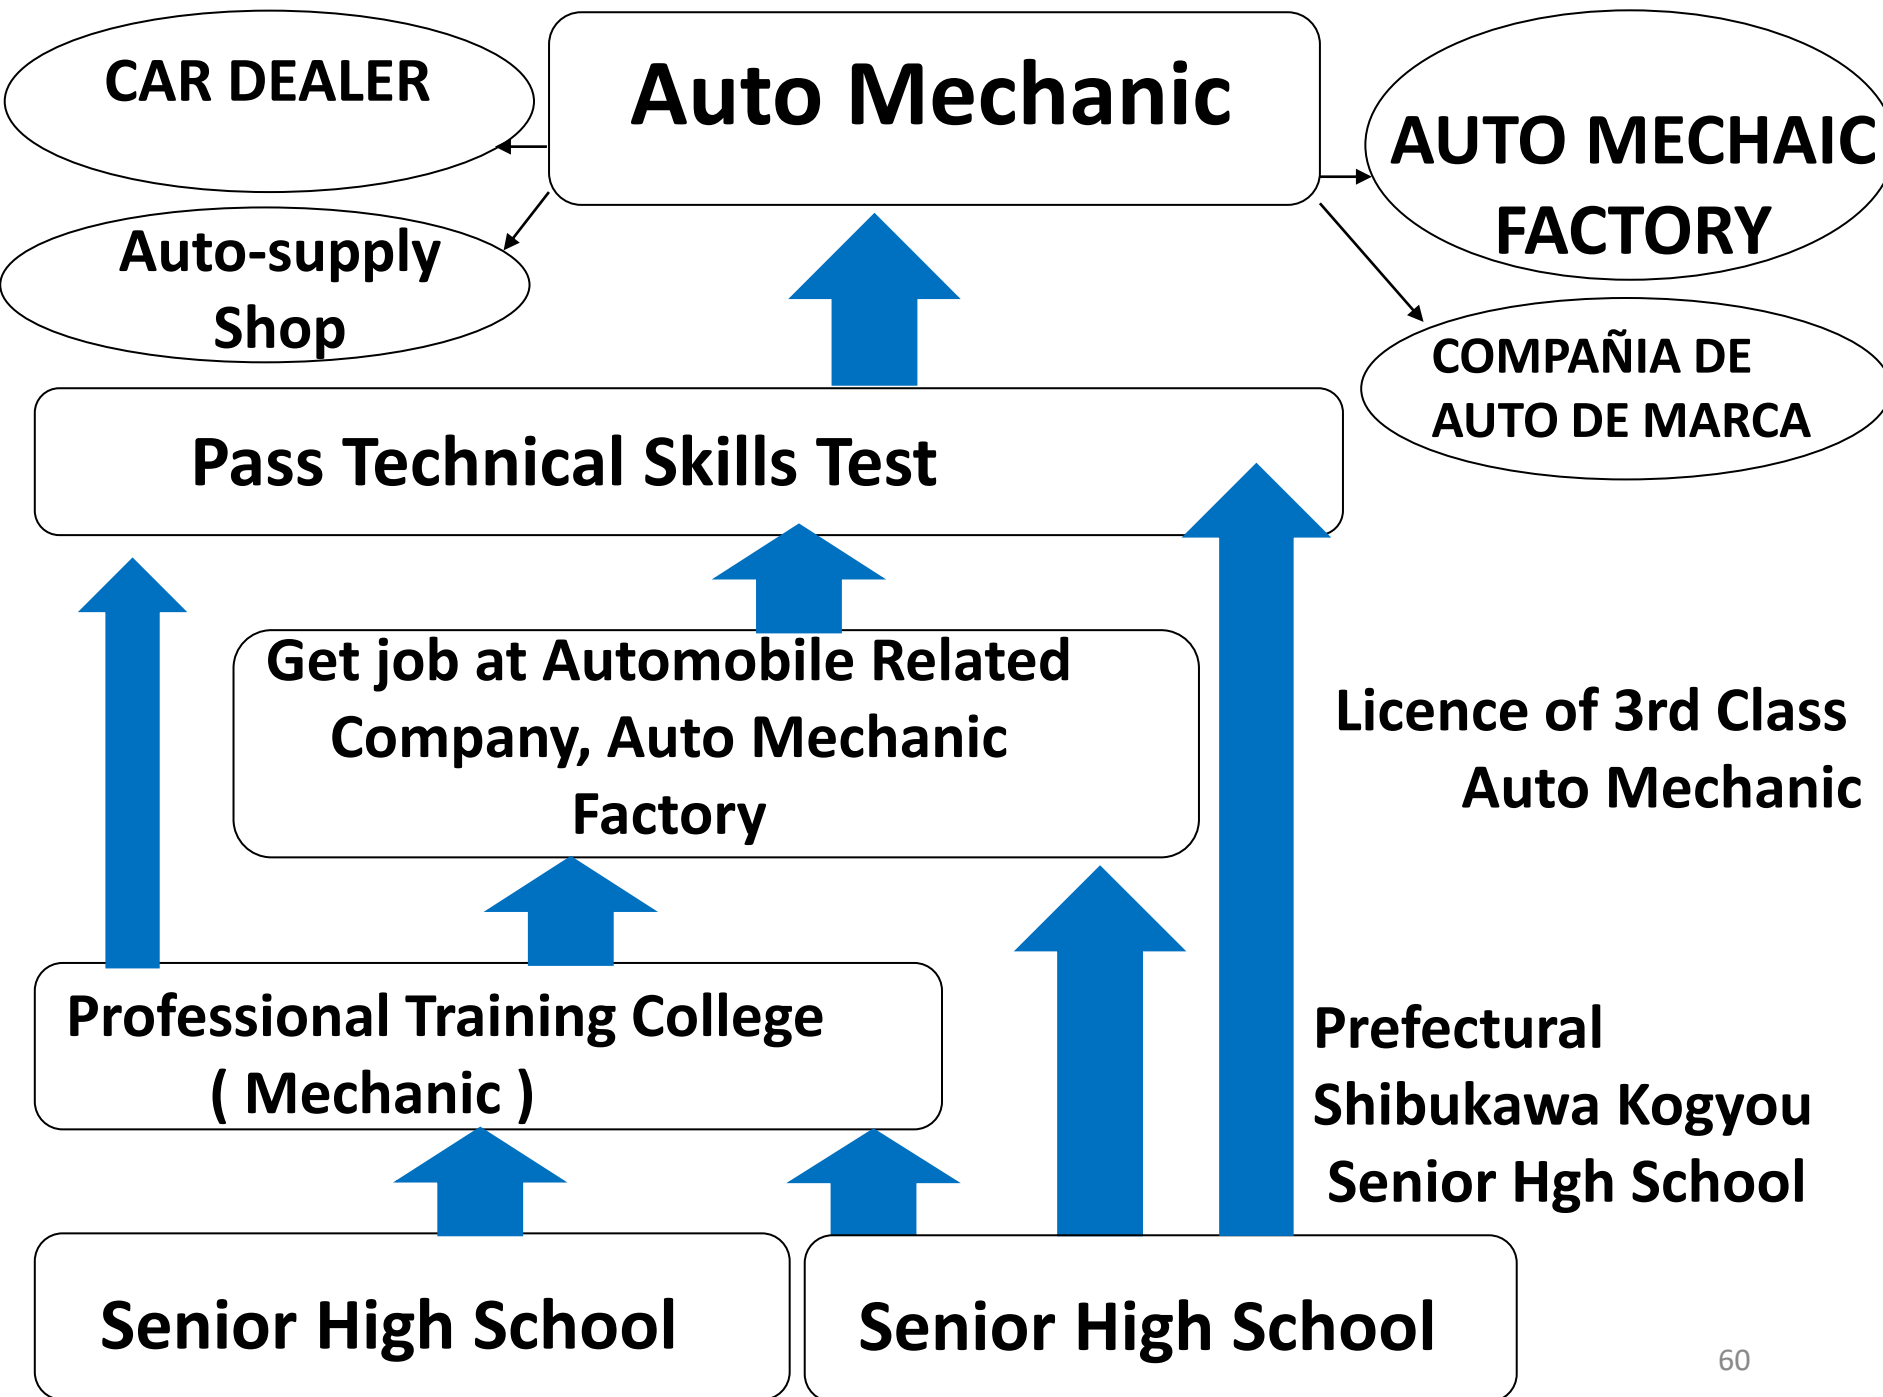 CAR DEALER
Auto Mechanic
AUTO MECHAIC
FACTORY
Auto-supply
Shop
COMPAÑIA DE
AUTO DE MARCA
Pass Technical Skills Test
Get job at Automobile Related
Company, Auto Mechanic
Factory
Licence of 3rd Class
Auto Mechanic
Professional Training College
( Mechanic )
Prefectural
Shibukawa Kogyou
Senior Hgh School
Senior High School
Senior High School
60